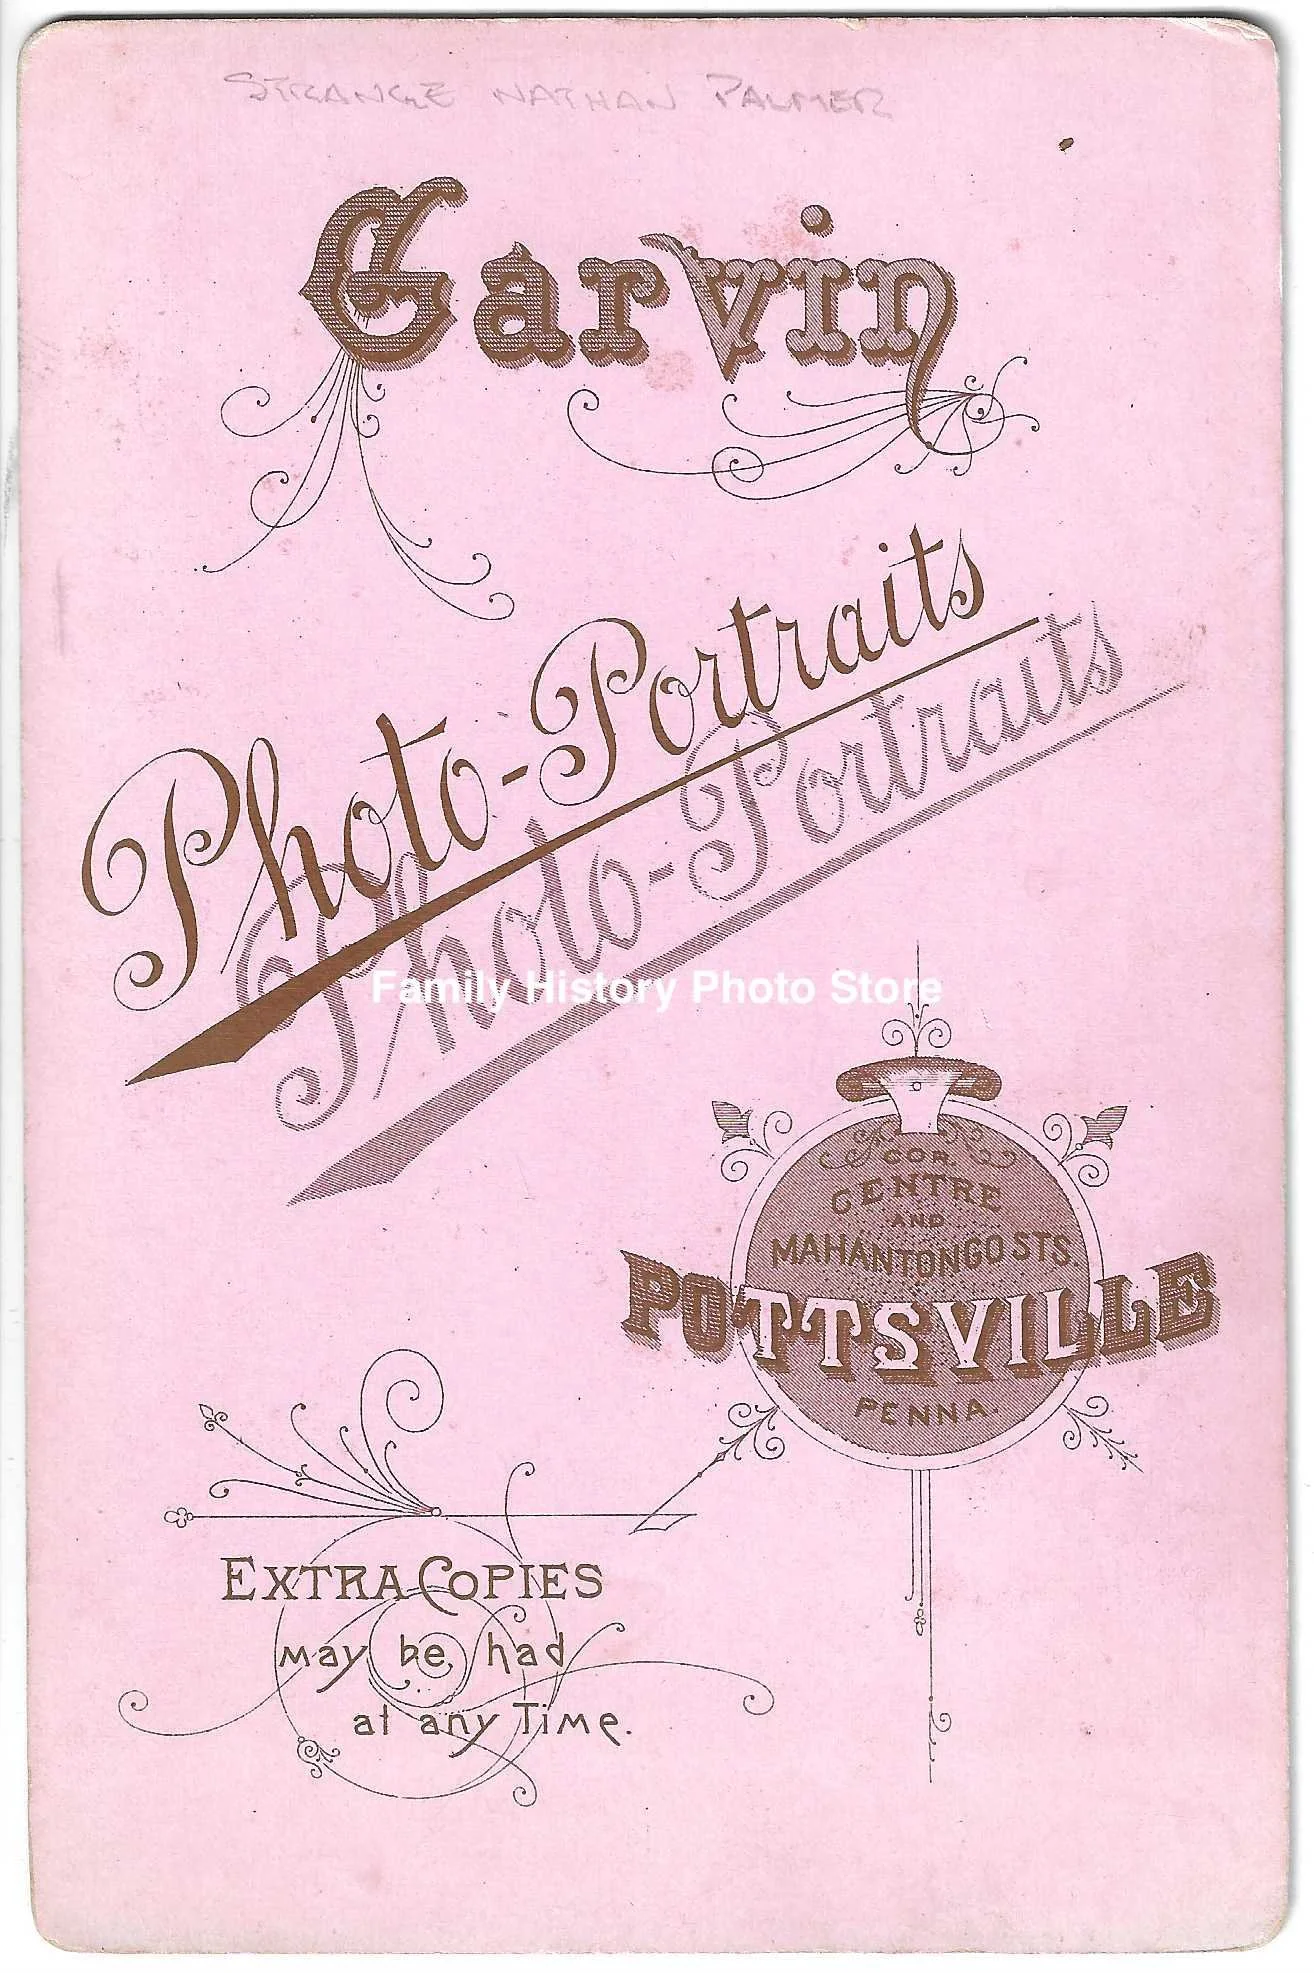 STRANGE NATHAN PALMER
Garvin
Photo-Portraits
Photo-Portraits
Family History Photo Store
COR.
CENTRE
AND
MAHANTONGO STS.
POTTSVILLE
PENNA.
EXTRA COPIES
may be had
at any Time.